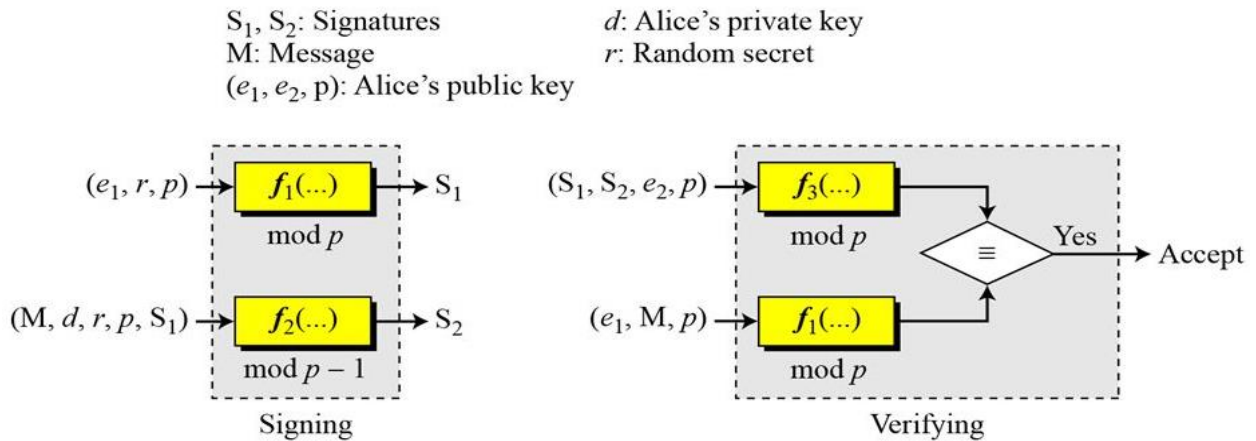 S₁, S₂: Signatures
d: Alice's private key
M: Message
r: Random secret
(e₁, e₂, p): Alice's public key
(e₁, r, p)
f₁(...)
S₁
mod p
(M, d, r, p, S₁)
f₂(...)
S₂
mod p – 1
Signing
(S₁, S₂, e₂, p)
f₃(...)
mod p
≡
Yes
Accept
(e₁, M, p)
f₁(...)
mod p
Verifying